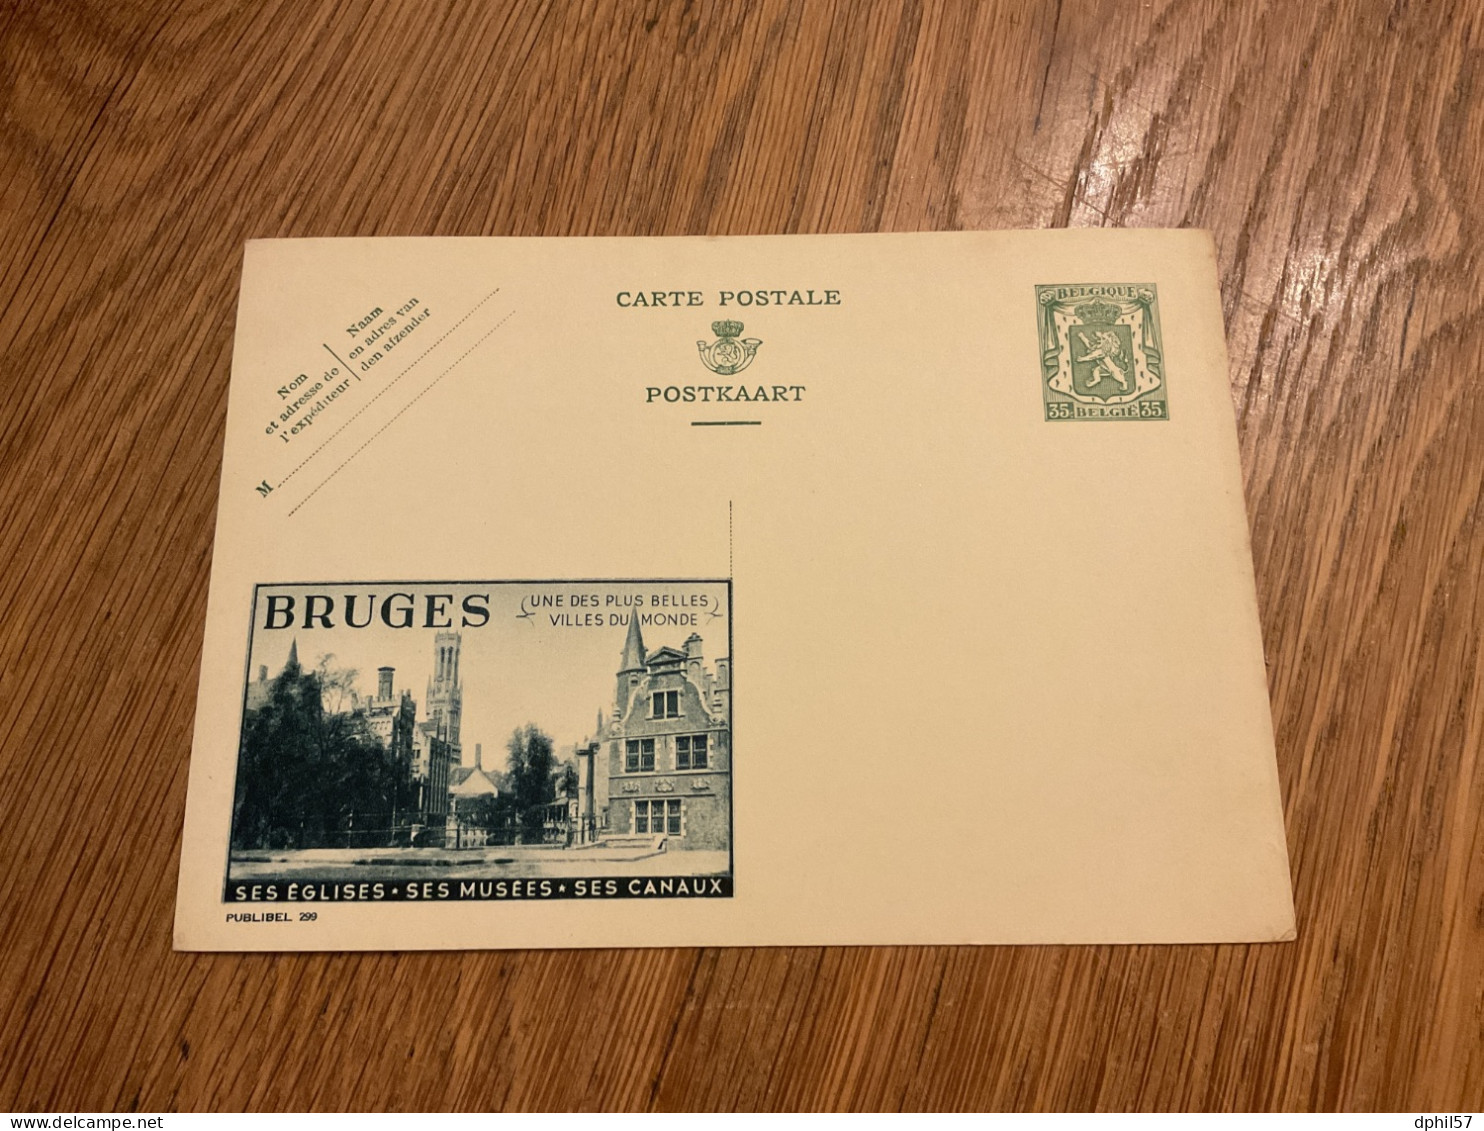 CARTE POSTALE
POSTKAART
BELGIQUE
35 BELGIË 35
Nom
et adresse de
l'expéditeur
Naam
en adres van
den afzender
M
BRUGES
UNE DES PLUS BELLES
VILLES DU MONDE
SES ÉGLISES * SES MUSÉES * SES CANAUX
PUBLIBEL 299
delcampe.net
dphil57